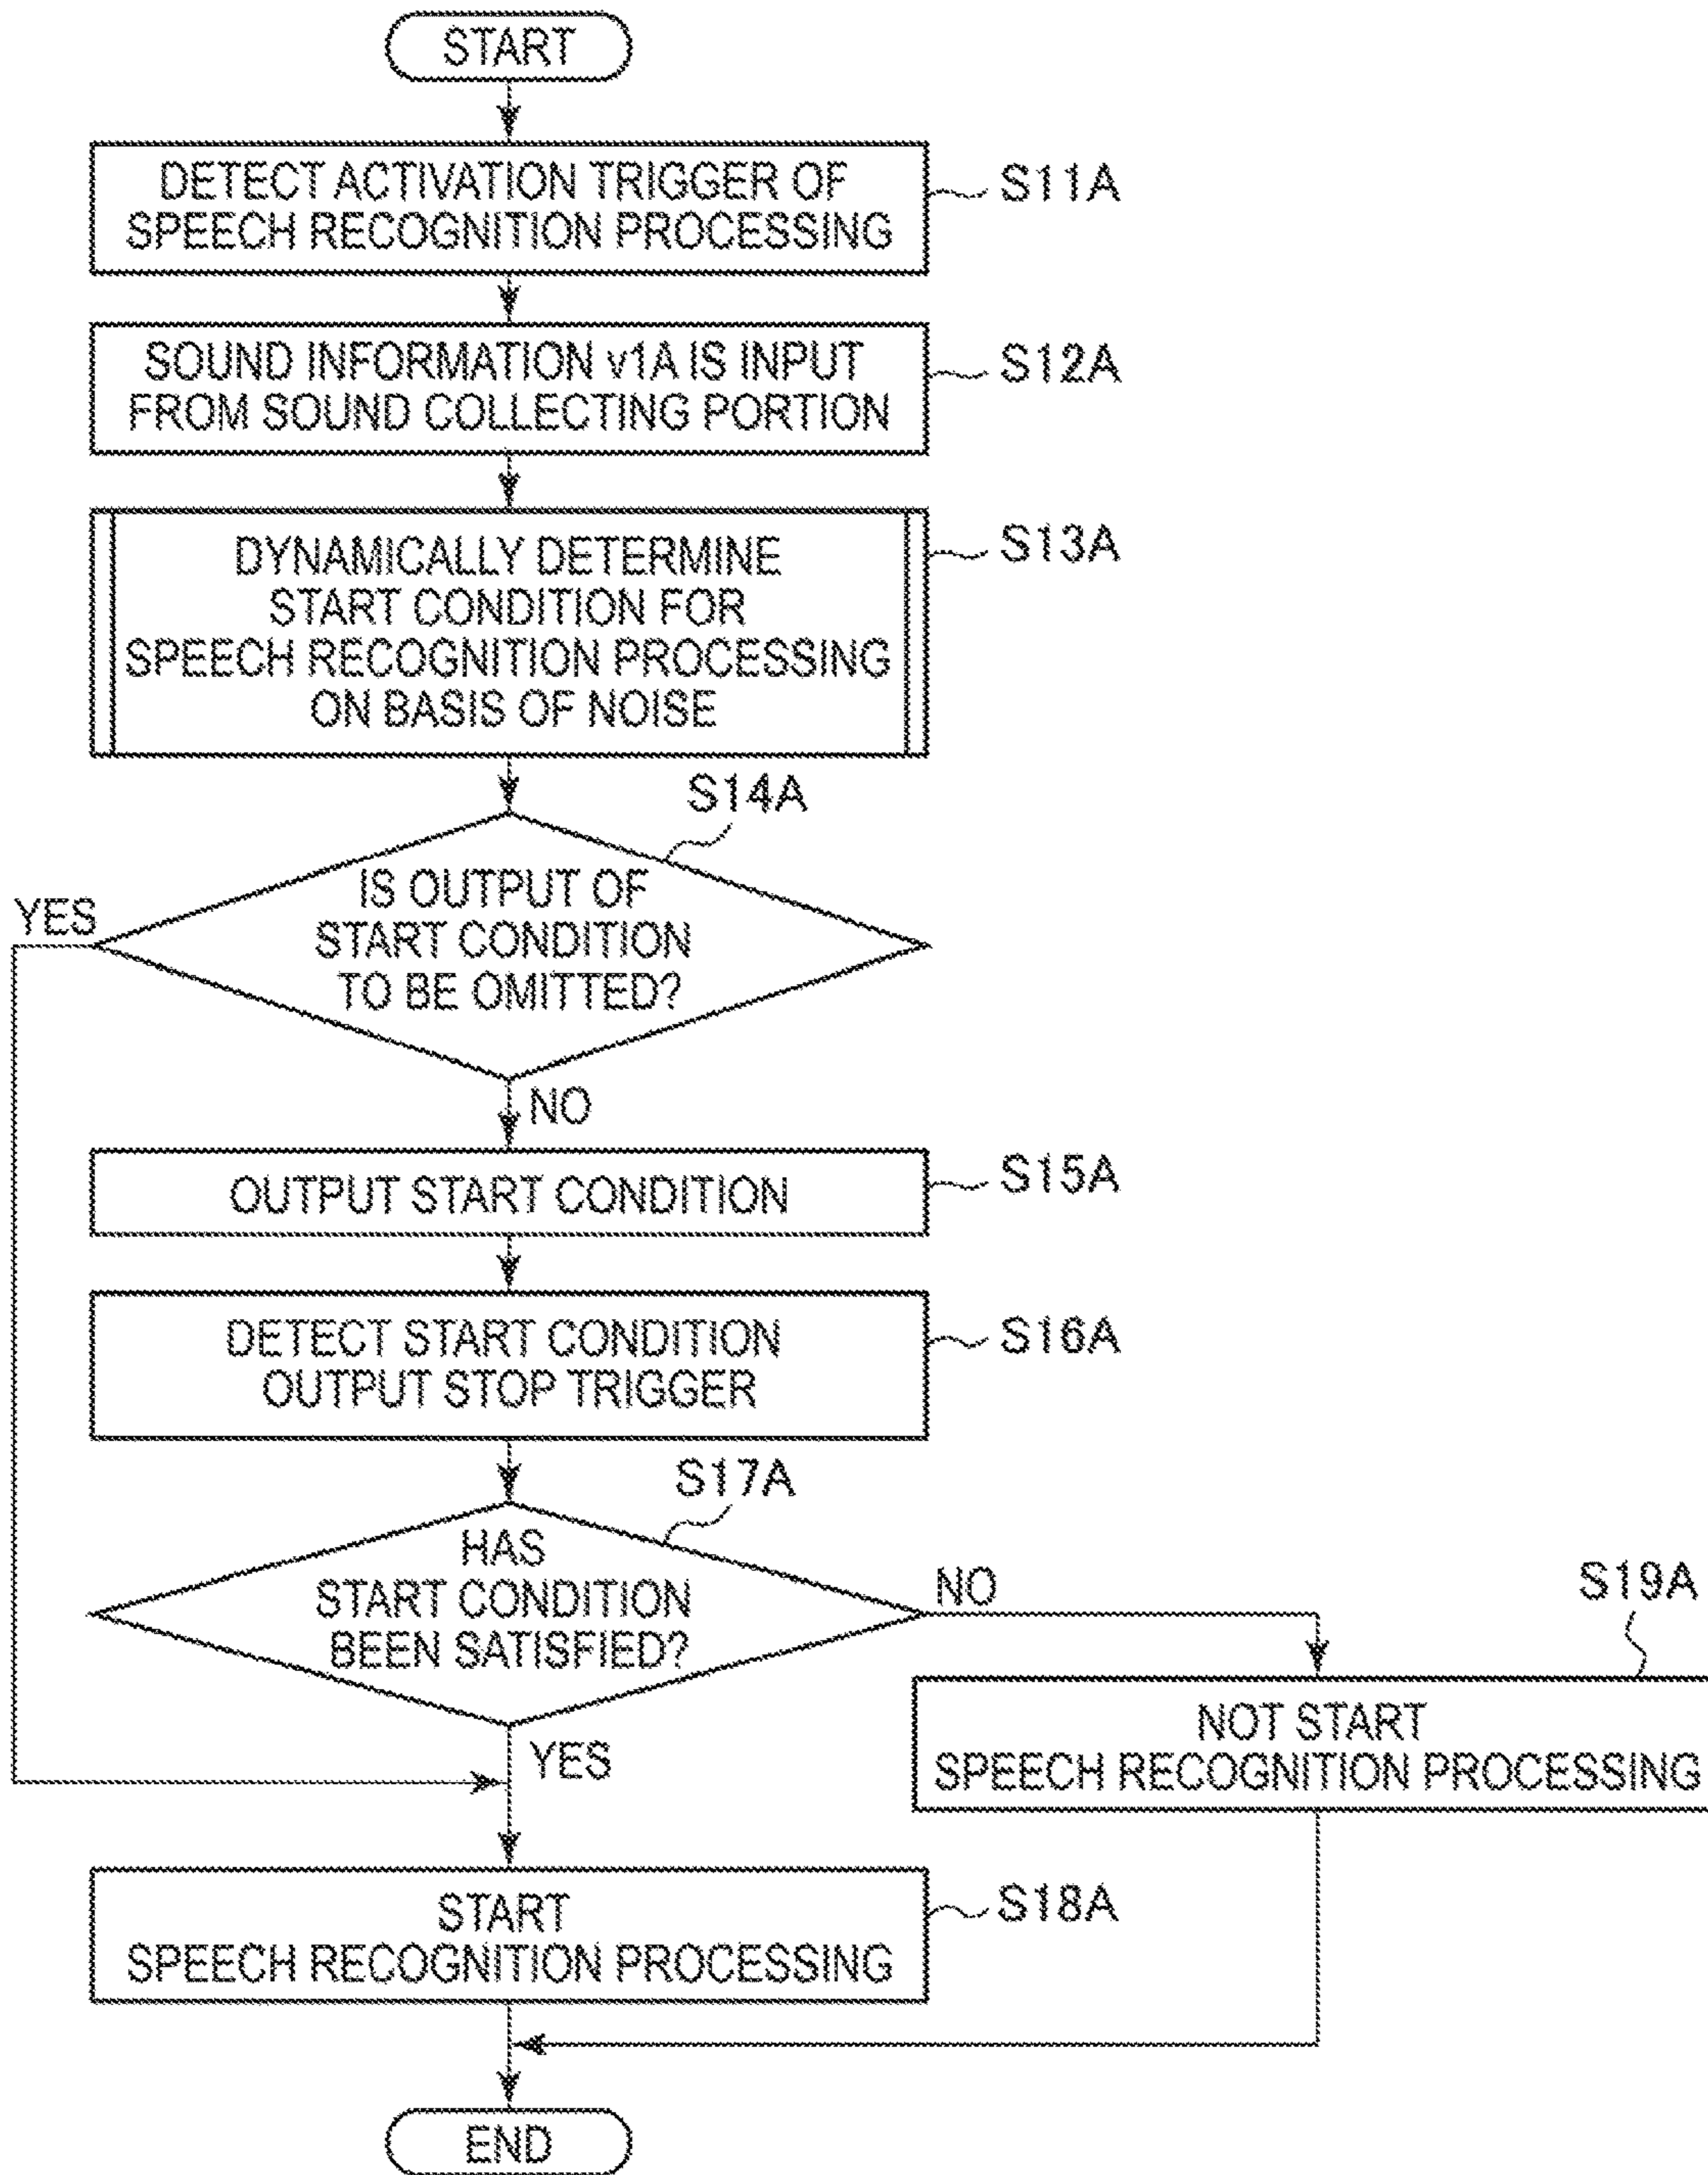 START
DETECT ACTIVATION TRIGGER OF
SPEECH RECOGNITION PROCESSING
S11A
SOUND INFORMATION v1A IS INPUT
FROM SOUND COLLECTING PORTION
S12A
DYNAMICALLY DETERMINE
START CONDITION FOR
SPEECH RECOGNITION PROCESSING
ON BASIS OF NOISE
S13A
S14A
IS OUTPUT OF
START CONDITION
TO BE OMITTED?
YES
NO
OUTPUT START CONDITION
S15A
DETECT START CONDITION
OUTPUT STOP TRIGGER
S16A
S17A
HAS
START CONDITION
BEEN SATISFIED?
NO
YES
S19A
NOT START
SPEECH RECOGNITION PROCESSING
START
SPEECH RECOGNITION PROCESSING
S18A
END